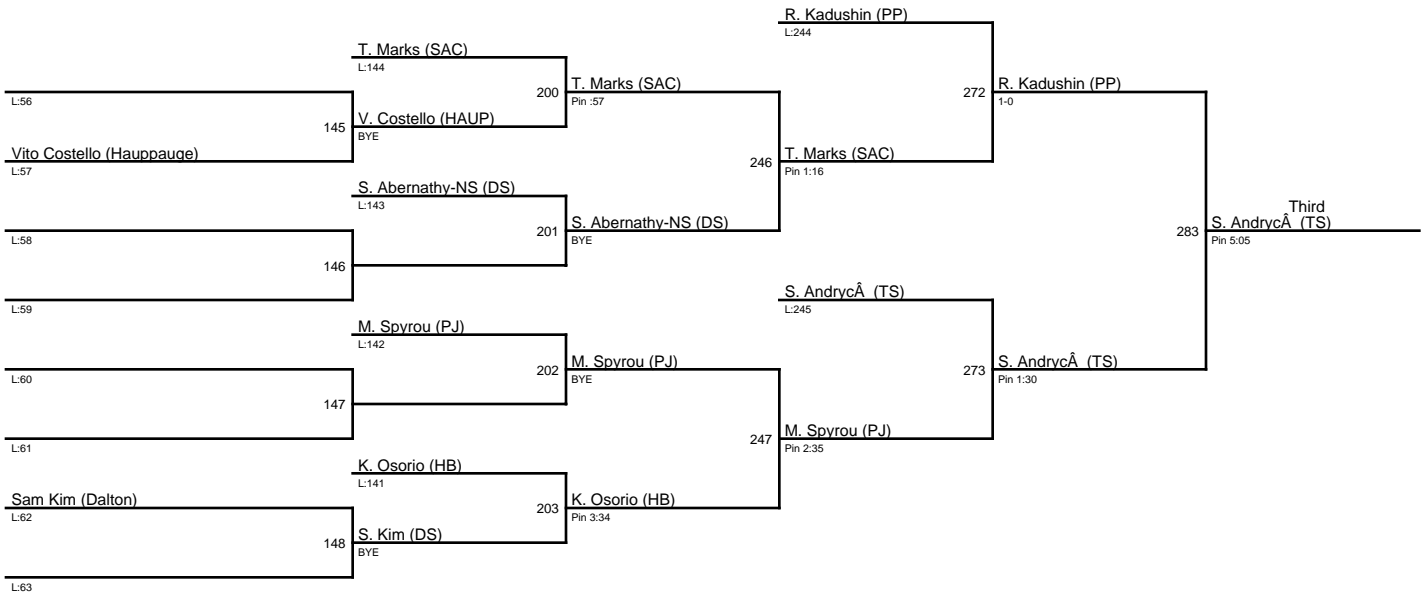 R. Kadushin (PP)
L:244
T. Marks (SAC)
L:144
200
T. Marks (SAC)
Pin :57
272
R. Kadushin (PP)
1-0
L:56
145
V. Costello (HAUP)
BYE
Vito Costello (Hauppauge)
L:57
246
T. Marks (SAC)
Pin 1:16
S. Abernathy-NS (DS)
L:143
201
S. Abernathy-NS (DS)
BYE
L:58
146
L:59
283
Third
S. AndrycÂ (TS)
Pin 5:05
S. AndrycÂ (TS)
L:245
M. Spyrou (PJ)
L:142
202
M. Spyrou (PJ)
BYE
273
S. AndrycÂ (TS)
Pin 1:30
L:60
147
L:61
247
M. Spyrou (PJ)
Pin 2:35
K. Osorio (HB)
L:141
203
K. Osorio (HB)
Pin 3:34
Sam Kim (Dalton)
L:62
148
S. Kim (DS)
BYE
L:63